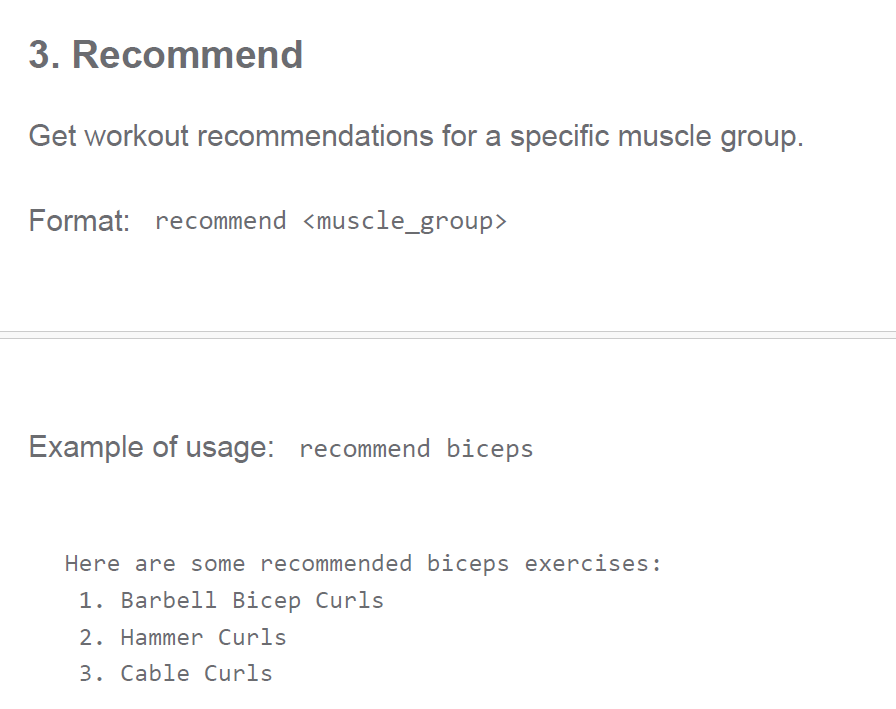 3. Recommend
Get workout recommendations for a specific muscle group.
Format: recommend <muscle_group>
Example of usage: recommend biceps
Here are some recommended biceps exercises:
1. Barbell Bicep Curls
2. Hammer Curls
3. Cable Curls